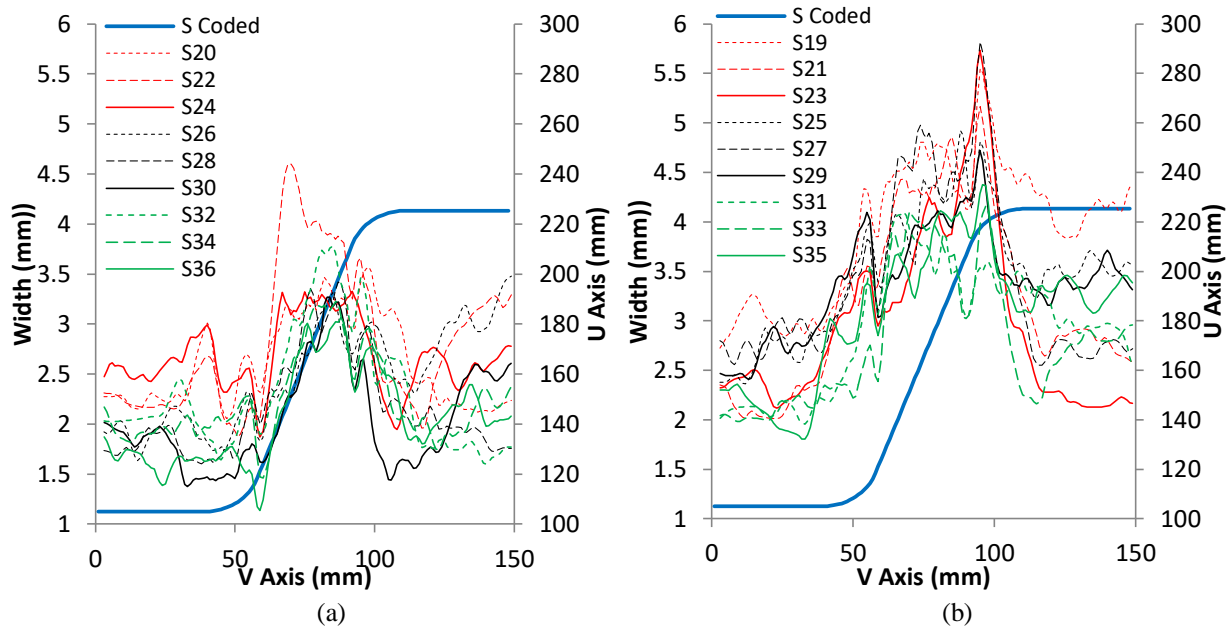 6
5.5
5
4.5
4
3.5
3
2.5
2
1.5
1
Width (mm))
S Coded
S20
S22
S24
S26
S28
S30
S32
S34
S36
300
280
260
240
220
200
180
160
140
120
100
U Axis (mm)
0 50 100 150
V Axis (mm)
(a)
6
5.5
5
4.5
4
3.5
3
2.5
2
1.5
1
Width (mm))
S Coded
S19
S21
S23
S25
S27
S29
S31
S33
S35
300
280
260
240
220
200
180
160
140
120
100
U Axis (mm)
0 50 100 150
V Axis (mm)
(b)